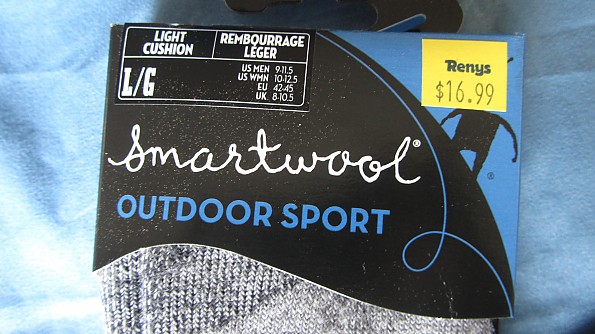 LIGHT
CUSHION
REMBOURRAGE
LÉGER
L/G
US MEN 9-11.5
US WMN 10-12.5
EU 42-45
UK 8-10.5
Renys
$16.99
smartwool®
OUTDOOR SPORT
®